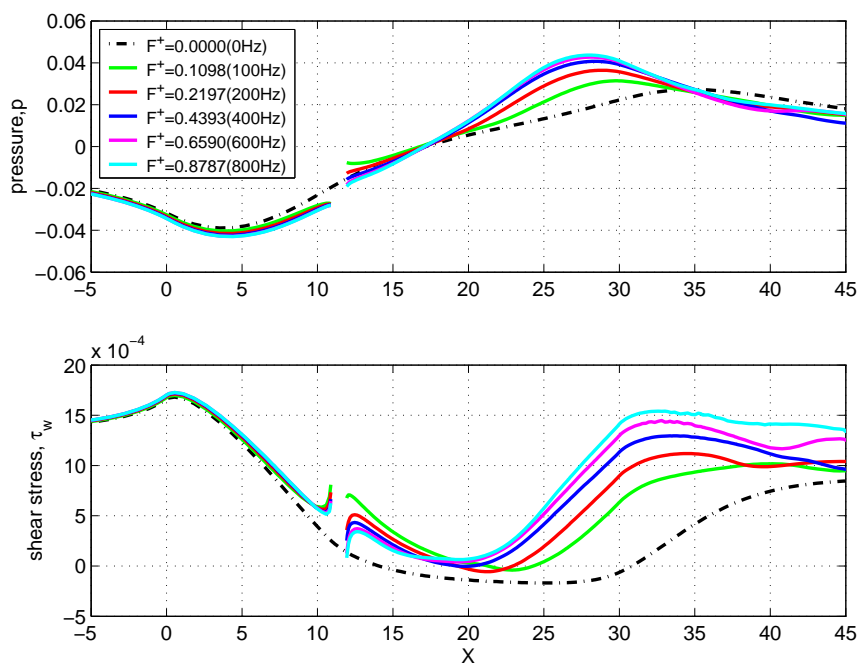 0.06
0.04
0.02
0
−0.02
−0.04
−0.06
pressure,p
F+=0.0000(0Hz)
F+=0.1098(100Hz)
F+=0.2197(200Hz)
F+=0.4393(400Hz)
F+=0.6590(600Hz)
F+=0.8787(800Hz)
−5 0 5 10 15 20 25 30 35 40 45
x 10−4
20
15
10
5
0
−5
shear stress, τw
−5 0 5 10 15 20 25 30 35 40 45
X